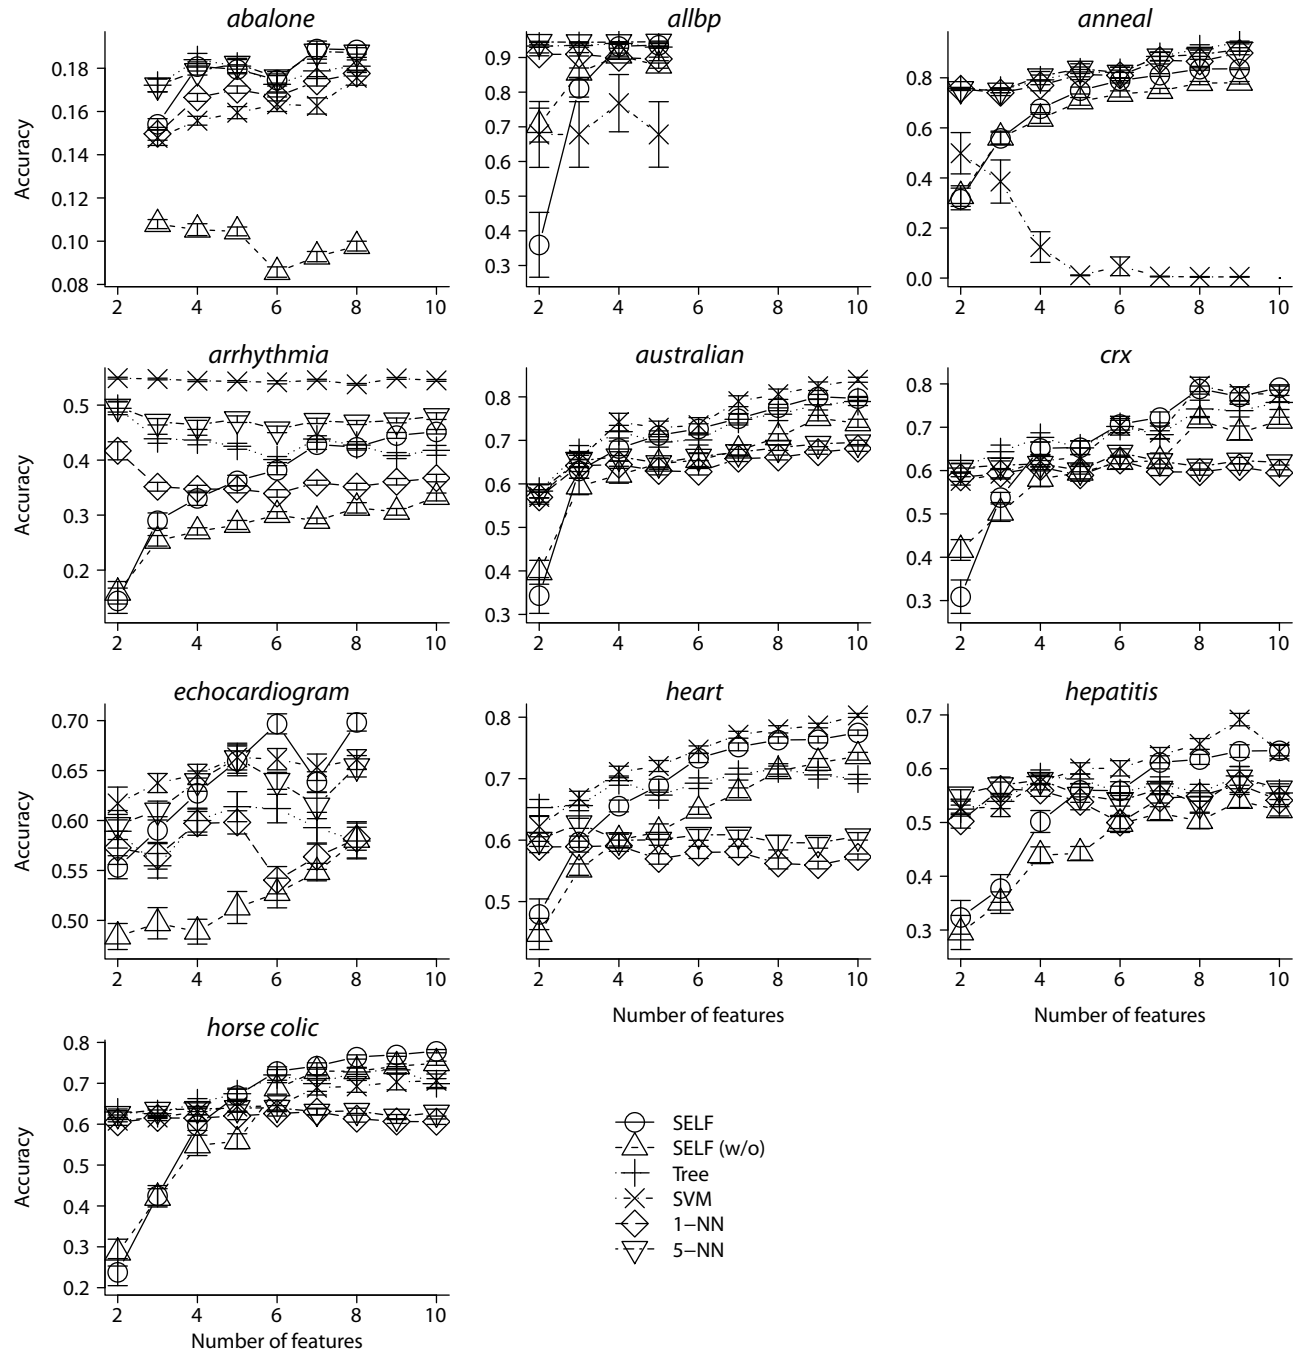 abalone
Accuracy
0.18
0.16
0.14
0.12
0.10
0.08
2 4 6 8 10
allbp
0.9
0.8
0.7
0.6
0.5
0.4
0.3
2 4 6 8 10
anneal
0.8
0.6
0.4
0.2
0.0
2 4 6 8 10
arrhythmia
Accuracy
0.5
0.4
0.3
0.2
2 4 6 8 10
australian
0.8
0.7
0.6
0.5
0.4
0.3
2 4 6 8 10
crx
0.8
0.7
0.6
0.5
0.4
0.3
2 4 6 8 10
echocardiogram
Accuracy
0.70
0.65
0.60
0.55
0.50
2 4 6 8 10
heart
0.8
0.7
0.6
0.5
2 4 6 8 10
Number of features
hepatitis
0.7
0.6
0.5
0.4
0.3
2 4 6 8 10
Number of features
horse colic
Accuracy
0.8
0.7
0.6
0.5
0.4
0.3
0.2
2 4 6 8 10
Number of features
SELF
SELF (w/o)
Tree
SVM
1−NN
5−NN